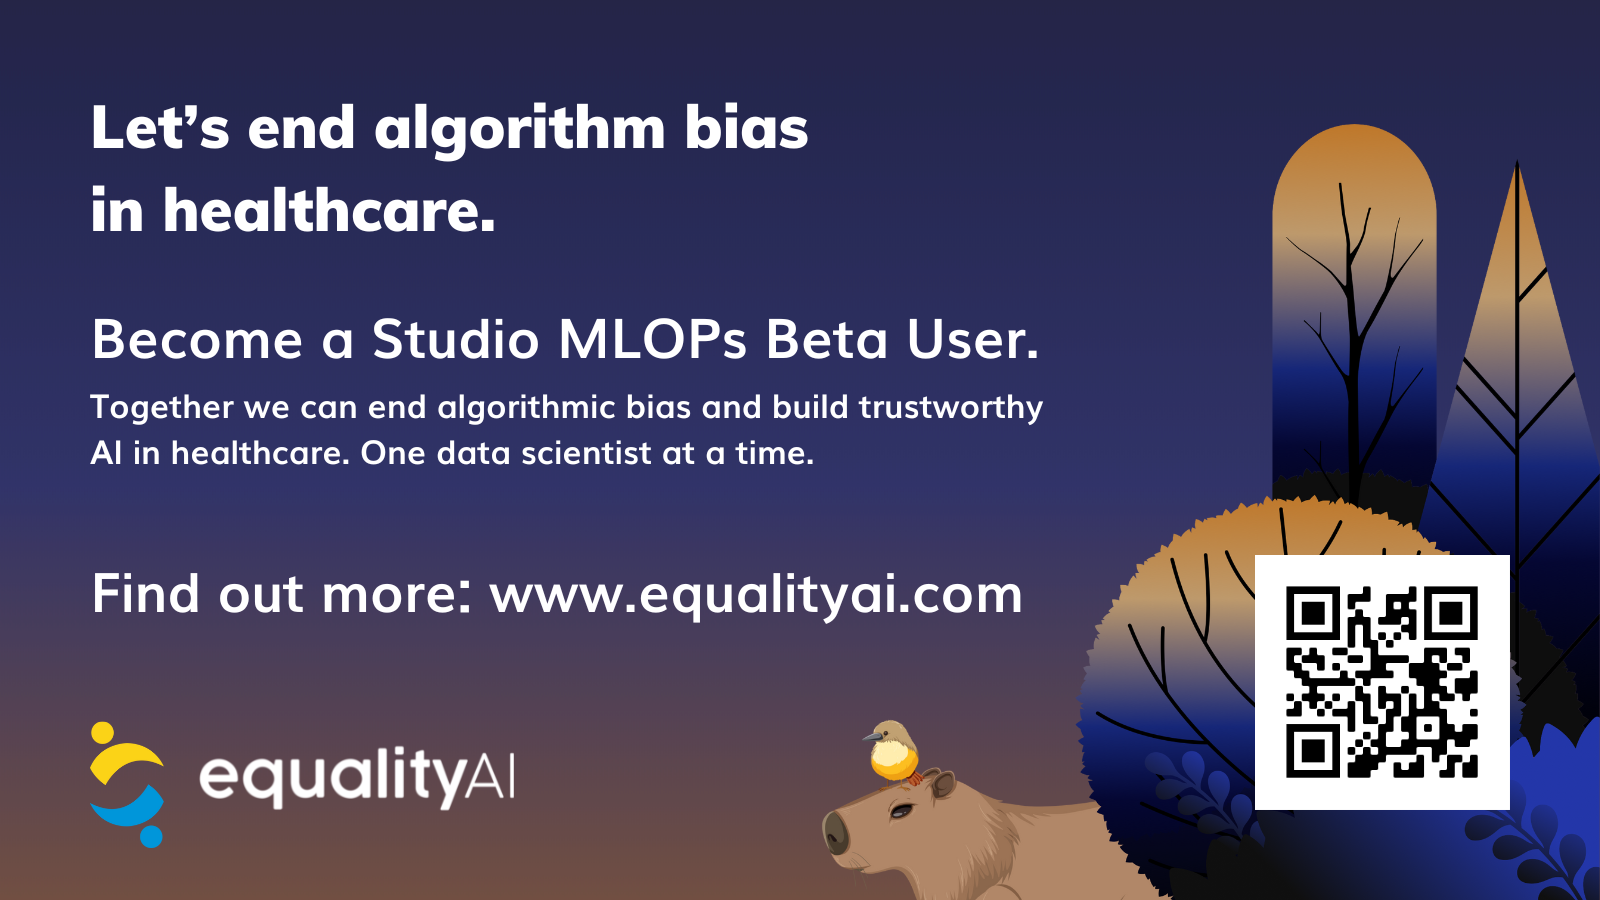 Let’s end algorithm bias
in healthcare.
Become a Studio MLOPs Beta User.
Together we can end algorithmic bias and build trustworthy
AI in healthcare. One data scientist at a time.
Find out more: www.equalityai.com
equalityAI